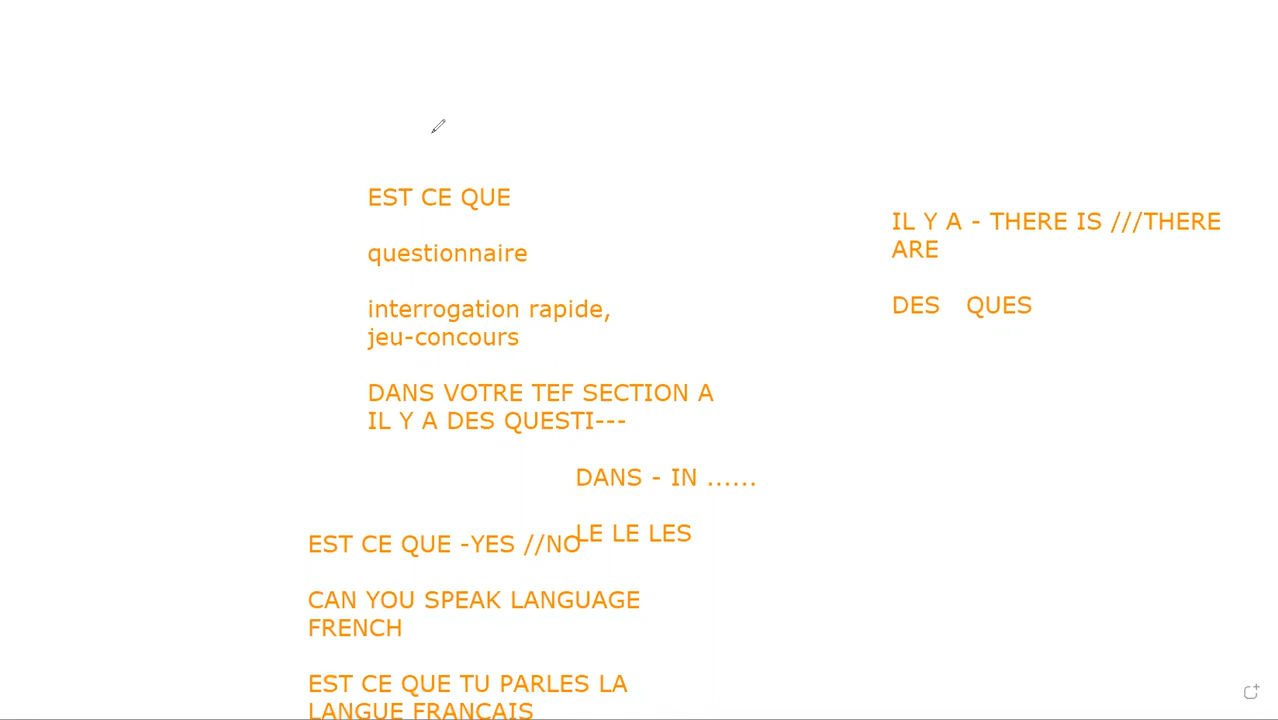 EST CE QUE
questionnaire
interrogation rapide,
jeu-concours
DANS VOTRE TEF SECTION A
IL Y A DES QUESTI---
IL Y A - THERE IS ///THERE
ARE
DES QUES
DANS - IN ......
LE LE LES
EST CE QUE -YES //NO
CAN YOU SPEAK LANGUAGE
FRENCH
EST CE QUE TU PARLES LA
LANGUE FRANCAIS